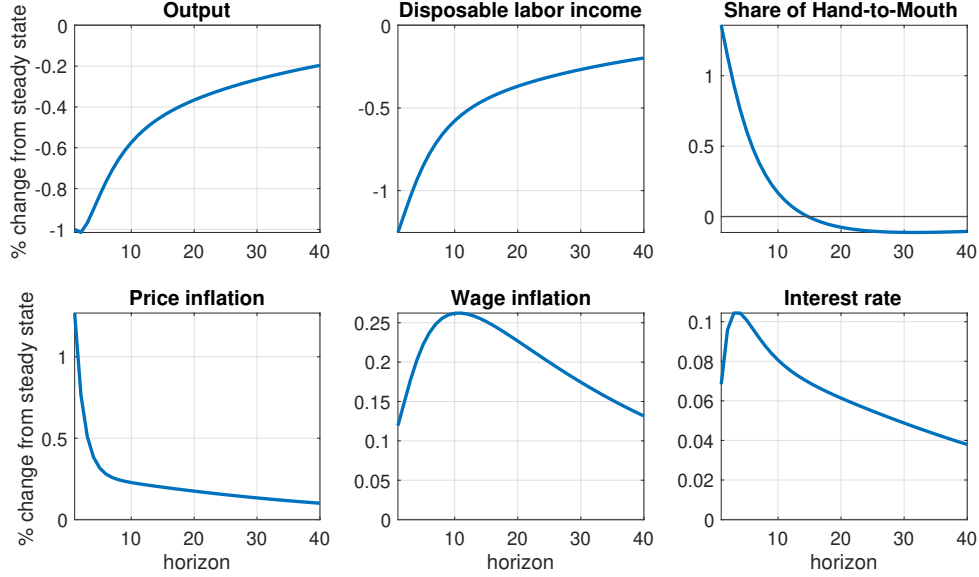 Output
Disposable labor income
Share of Hand-to-Mouth
% change from steady state
0
-0.2
-0.4
-0.6
-0.8
-1
10 20 30 40
0
-0.5
-1
10 20 30 40
1
0.5
0
10 20 30 40
Price inflation
Wage inflation
Interest rate
% change from steady state
1
0.5
0
10 20 30 40
horizon
0.25
0.2
0.15
0.1
0.05
0
10 20 30 40
horizon
0.1
0.08
0.06
0.04
0.02
0
10 20 30 40
horizon